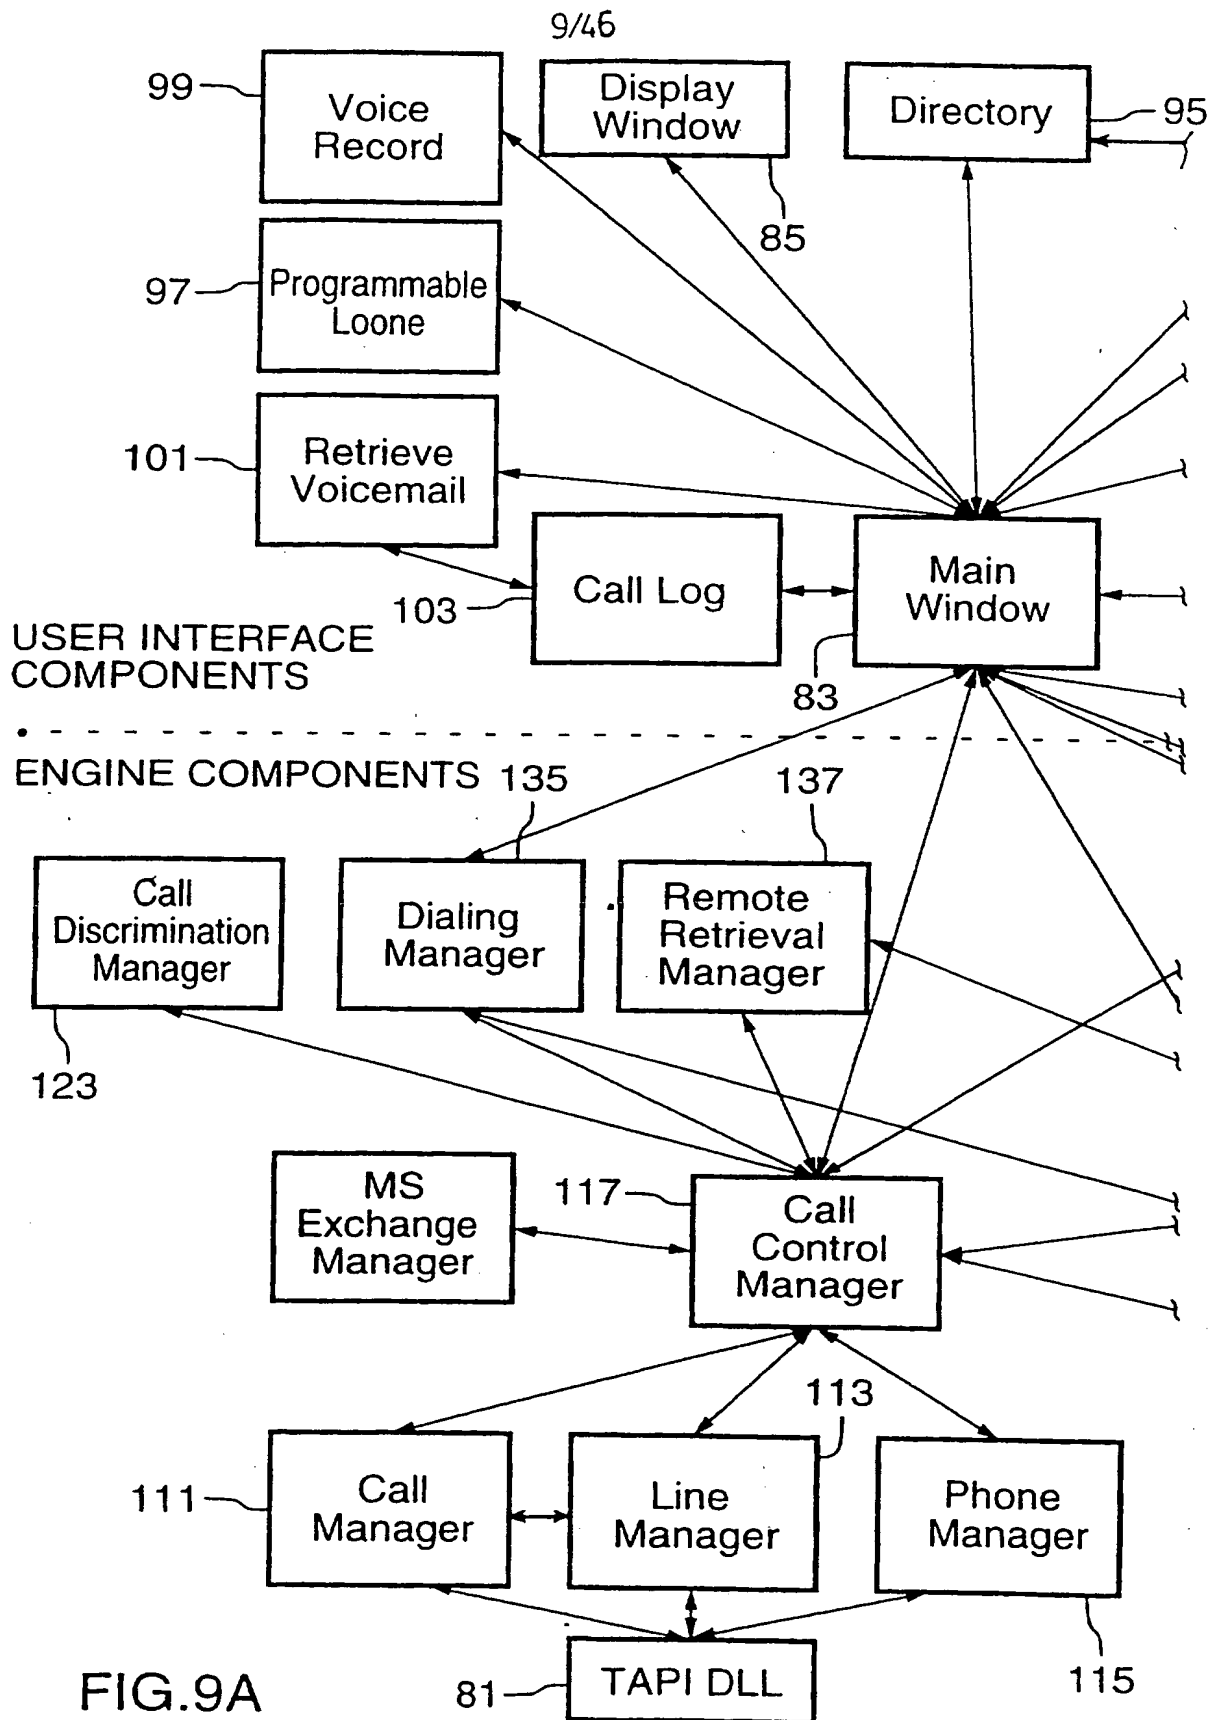 9/46
99
Voice
Record
Display
Window
85
Directory
95
97
Programmable
Loone
101
Retrieve
Voicemail
103
Call Log
Main
Window
83
USER INTERFACE
COMPONENTS
ENGINE COMPONENTS
135
137
Call
Discrimination
Manager
123
Dialing
Manager
Remote
Retrieval
Manager
MS
Exchange
Manager
117
Call
Control
Manager
113
111
Call
Manager
Line
Manager
Phone
Manager
115
81
TAPI DLL
FIG.9A